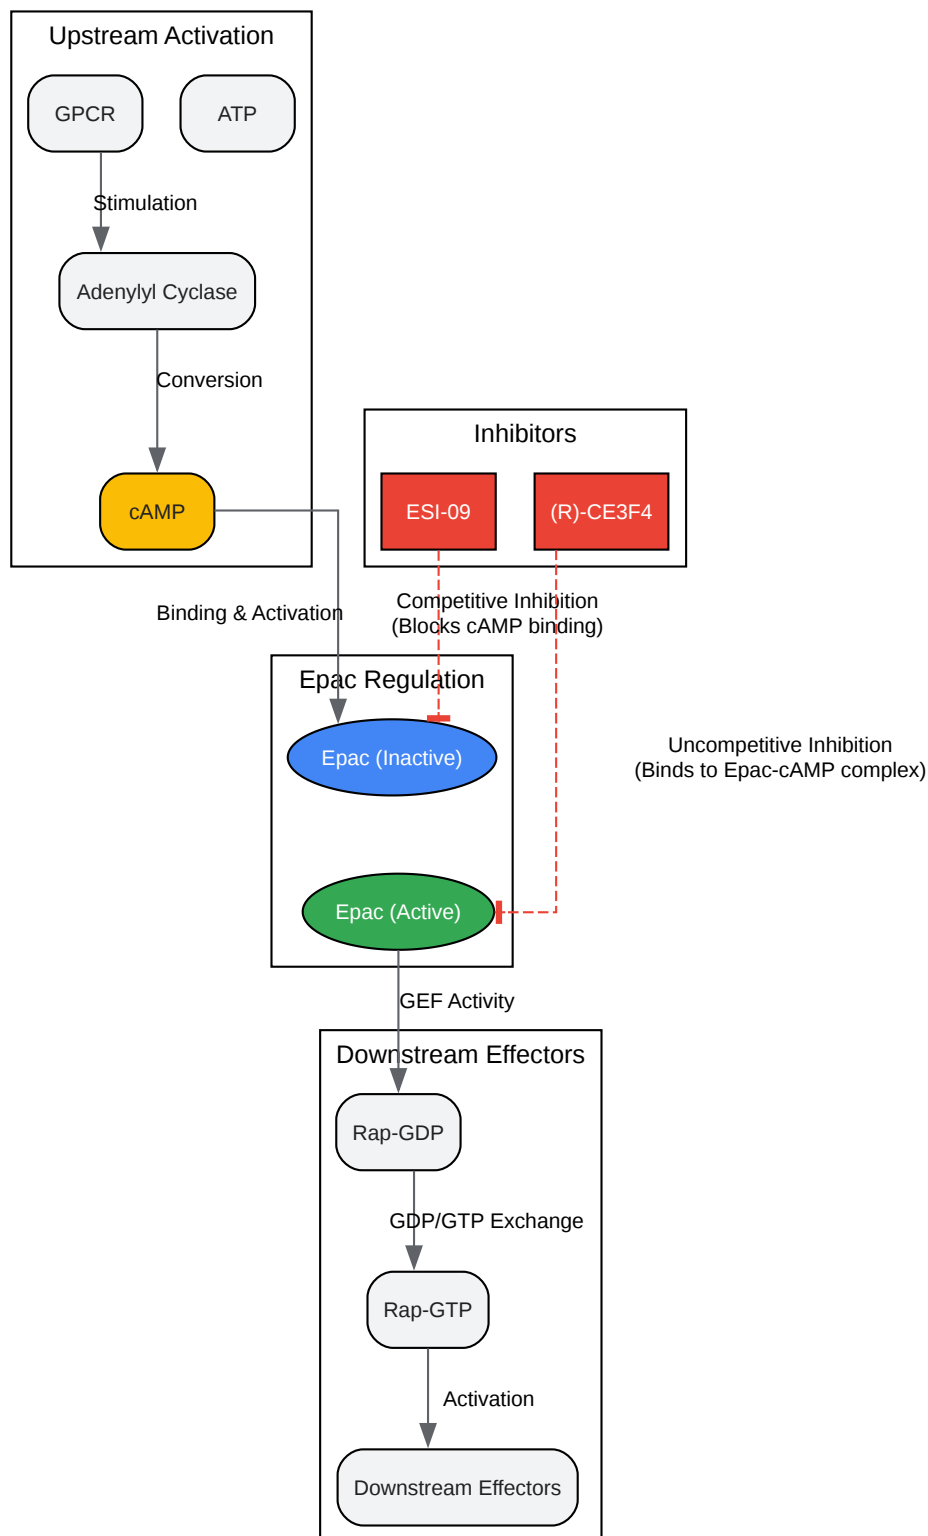 Upstream Activation
GPCR
ATP
Stimulation
Adenylyl Cyclase
Conversion
cAMP
Inhibitors
ESI-09
(R)-CE3F4
Binding & Activation
Competitive Inhibition
(Blocks cAMP binding)
Epac Regulation
Epac (Inactive)
Uncompetitive Inhibition
(Binds to Epac-cAMP complex)
Epac (Active)
GEF Activity
Downstream Effectors
Rap-GDP
GDP/GTP Exchange
Rap-GTP
Activation
Downstream Effectors